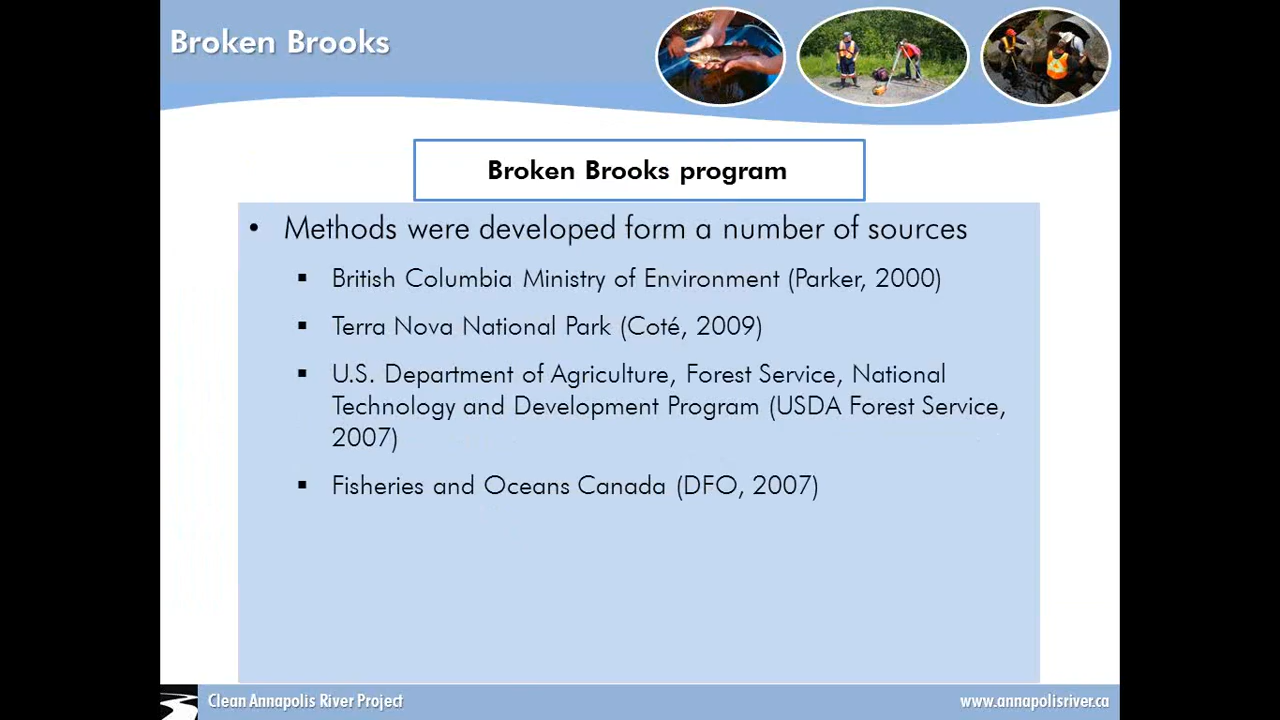 Broken Brooks
Broken Brooks program
• Methods were developed form a number of sources
▪ British Columbia Ministry of Environment (Parker, 2000)
▪ Terra Nova National Park (Coté, 2009)
▪ U.S. Department of Agriculture, Forest Service, National
Technology and Development Program (USDA Forest Service,
2007)
▪ Fisheries and Oceans Canada (DFO, 2007)
Clean Annapolis River Project
www.annapolisriver.ca